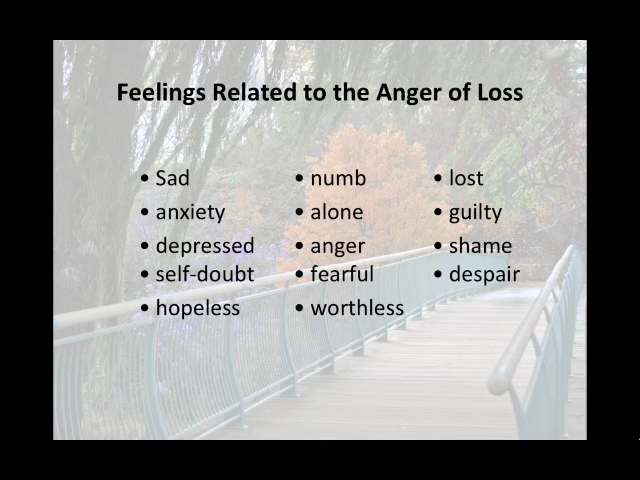 Feelings Related to the Anger of Loss
• Sad
• anxiety
• depressed
• self-doubt
• hopeless
• numb
• alone
• anger
• fearful
• worthless
• lost
• guilty
• shame
• despair